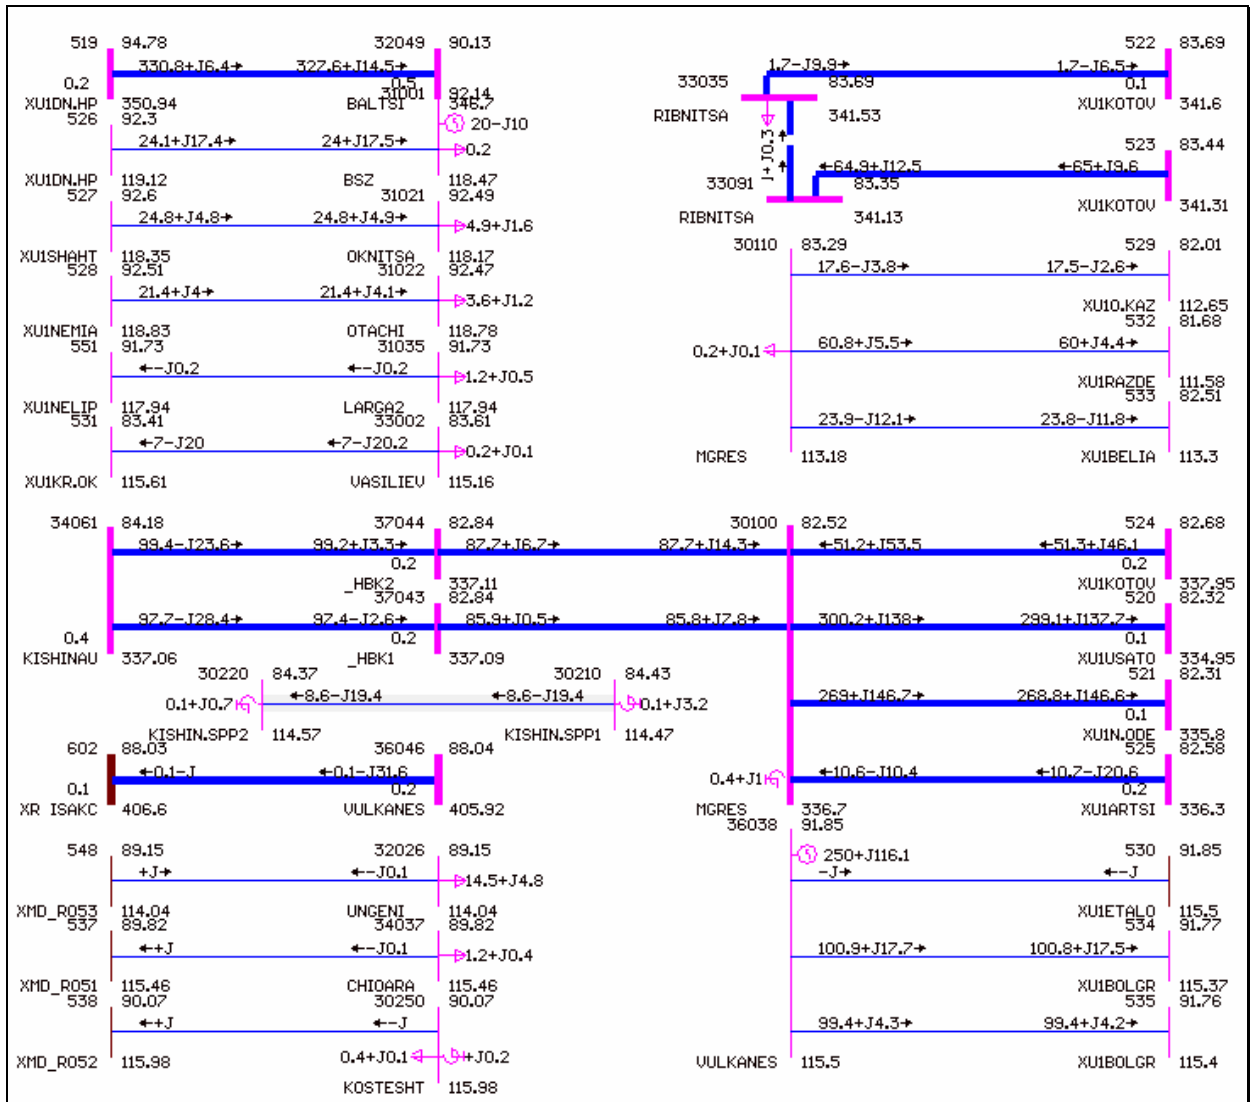 519 94.78 32049 90.13
330.8+J6.4→ 327.6+J14.5→
0.2 0.5
XU1DN.HP 350.94 BALTSI 346.7
526 92.3 31001 92.14
20-J10
24.1+J17.4→ 24+J17.5→ 0.2
XU1DN.HP 119.12 BSZ 118.47
527 92.6 31021 92.49
24.8+J4.8→ 24.8+J4.9→ 4.9+J1.6
XU1SHAHT 118.35 OKNITSA 118.17
528 92.51 31022 92.47
21.4+J4→ 21.4+J4.1→ 3.6+J1.2
XU1NEMIA 118.83 OTACHI 118.78
551 91.73 31035 91.73
←-J0.2 ←-J0.2 1.2+J0.5
XU1NELIP 117.94 LARGA2 117.94
531 83.41 33002 83.61
←7-J20 ←7-J20.2 0.2+J0.1
XU1KR.OK 115.61 VASILIEV 115.16
522 83.69
1.7-J9.9→ 1.7-J6.5→
33035 83.69 0.1
RIBNITSA 341.53 XU1KOTOV 341.6
J+J0.3→
523 83.44
←64.9+J12.5 ←65+J9.6
33091 83.35
RIBNITSA 341.13 XU1KOTOV 341.31
30110 83.29 529 82.01
17.6-J3.8→ 17.5-J2.6→
XU1O.KAZ 112.65
532 81.68
0.2+J0.1 60.8+J5.5→ 60+J4.4→
XU1RAZDE 111.58
533 82.51
23.9-J12.1→ 23.8-J11.8→
MGRES 113.18 XU1BELIA 113.3
34061 84.18 37044 82.84 30100 82.52 524 82.68
99.4-J23.6→ 99.2+J3.3→ 87.7+J6.7→ 87.7+J14.3→ ←51.2+J53.5 ←51.3+J46.1
0.2 0.2
_HBK2 337.11 XU1KOTOV 337.95
37043 82.84 520 82.32
97.7-J28.4→ 97.4-J2.6→ 85.9+J0.5→ 85.8+J7.8→ 300.2+J138→ 299.1+J137.7→
0.4 0.2 0.1
KISHINAU 337.06 _HBK1 337.09 XU1USATO 334.95
30220 84.37 30210 84.43 521 82.31
0.1+J0.7 ←8.6-J19.4 ←8.6-J19.4 0.1+J3.2 269+J146.7→ 268.8+J146.6→
0.1
KISHIN.SPP2 114.57 KISHIN.SPP1 114.47 XU1N.ODE 335.8
602 88.03 36046 88.04 525 82.58
←0.1-J ←0.1-J31.6 0.4+J1 ←10.6-J10.4 ←10.7-J20.6
0.1 0.2 0.2
XR ISAKC 406.6 VULKANES 405.92 MGRES 336.7 XU1ARTSI 336.3
36038 91.85
548 89.15 32026 89.15 250+J116.1 530 91.85
+J→ ←-J0.1 14.5+J4.8 -J→ ←-J
XMD_RO53 114.04 UNGENI 114.04 XU1ETALO 115.5
537 89.82 34037 89.82 534 91.77
←+J ←-J0.1 1.2+J0.4 100.9+J17.7→ 100.8+J17.5→
XMD_RO51 115.46 CHIOARA 115.46 XU1BOLGR 115.37
538 90.07 30250 90.07 535 91.76
←+J ←-J 99.4+J4.3→ 99.4+J4.2→
XMD_RO52 115.98 0.4+J0.1 +J0.2 VULKANES 115.5 XU1BOLGR 115.4
KOSTESHT 115.98